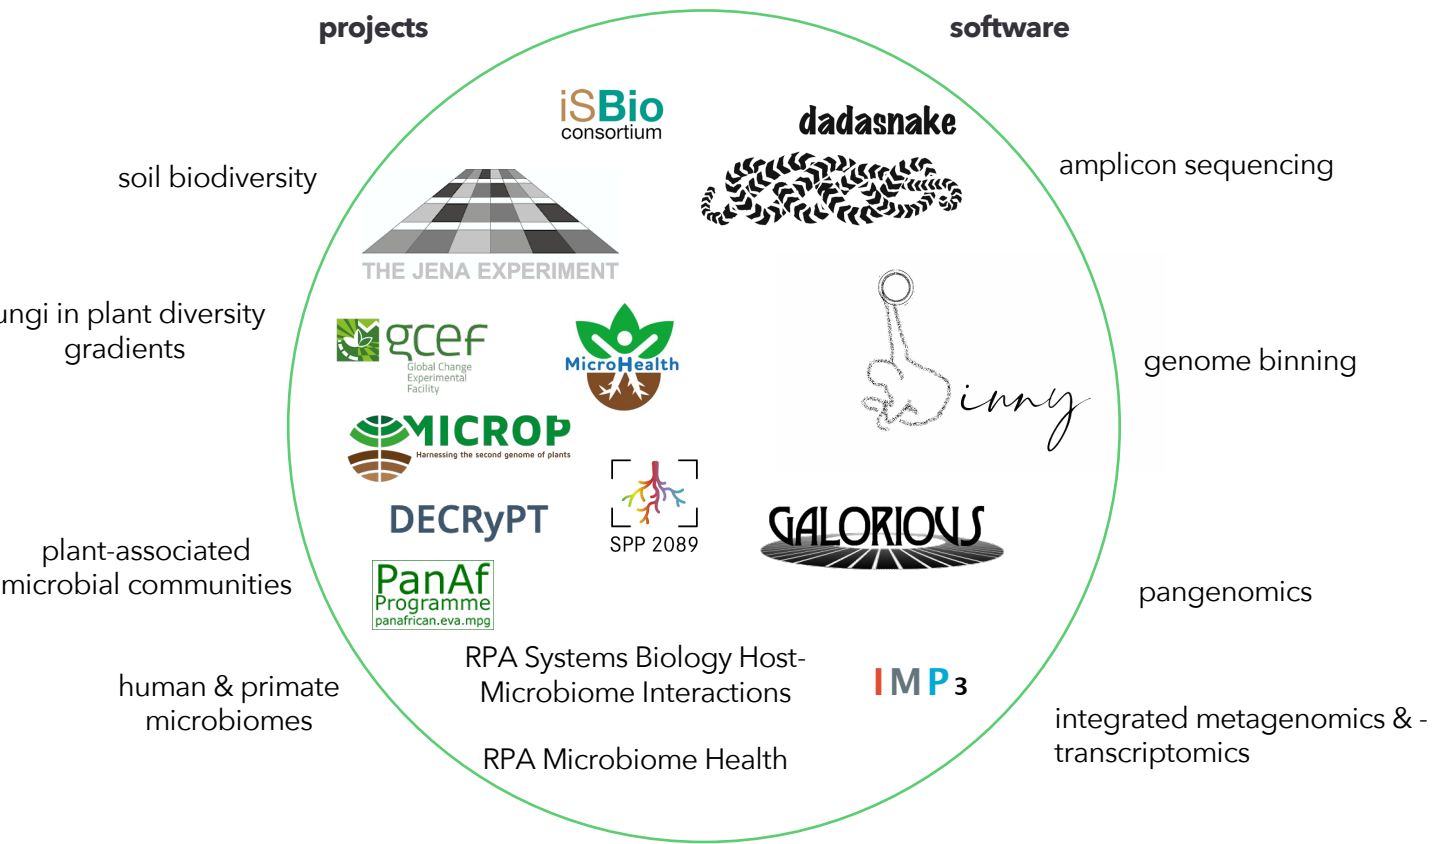 projects
software
iSBio
consortium
dadasnake
soil biodiversity
amplicon sequencing
THE JENA EXPERIMENT
ungi in plant diversity
gradients
gcef
Global Change
Experimental
Facility
MicroHealth
inny
genome binning
MICROP
Harnessing the second genome of plants
DECRyPT
SPP 2089
GALORIOUS
plant-associated
microbial communities
PanAf
Programme
panafrican.eva.mpg
pangenomics
RPA Systems Biology Host-
Microbiome Interactions
IMP3
human & primate
microbiomes
integrated metagenomics & -
transcriptomics
RPA Microbiome Health